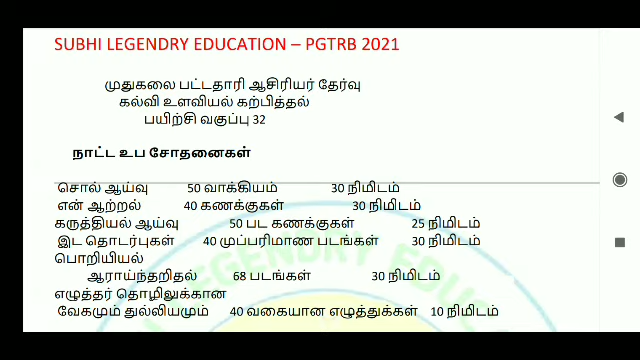 SUBHI LEGENDRY EDUCATION – PGTRB 2021
முதுகலை பட்டதாரி ஆசிரியர் தேர்வு
கல்வி உளவியல் கற்பித்தல்
பயிற்சி வகுப்பு 32
நாட்ட உப சோதனைகள்
சொல் ஆய்வு 50 வாக்கியம் 30 நிமிடம்
என் ஆற்றல் 40 கணக்குகள் 30 நிமிடம்
கருத்தியல் ஆய்வு 50 பட கணக்குகள் 25 நிமிடம்
இட தொடர்புகள் 40 முப்பரிமாண படங்கள் 30 நிமிடம்
பொறியியல்
ஆராய்ந்தறிதல் 68 படங்கள் 30 நிமிடம்
எழுத்தர் தொழிலுக்கான
வேகமும் துல்லியமும் 40 வகையான எழுத்துக்கள் 10 நிமிடம்